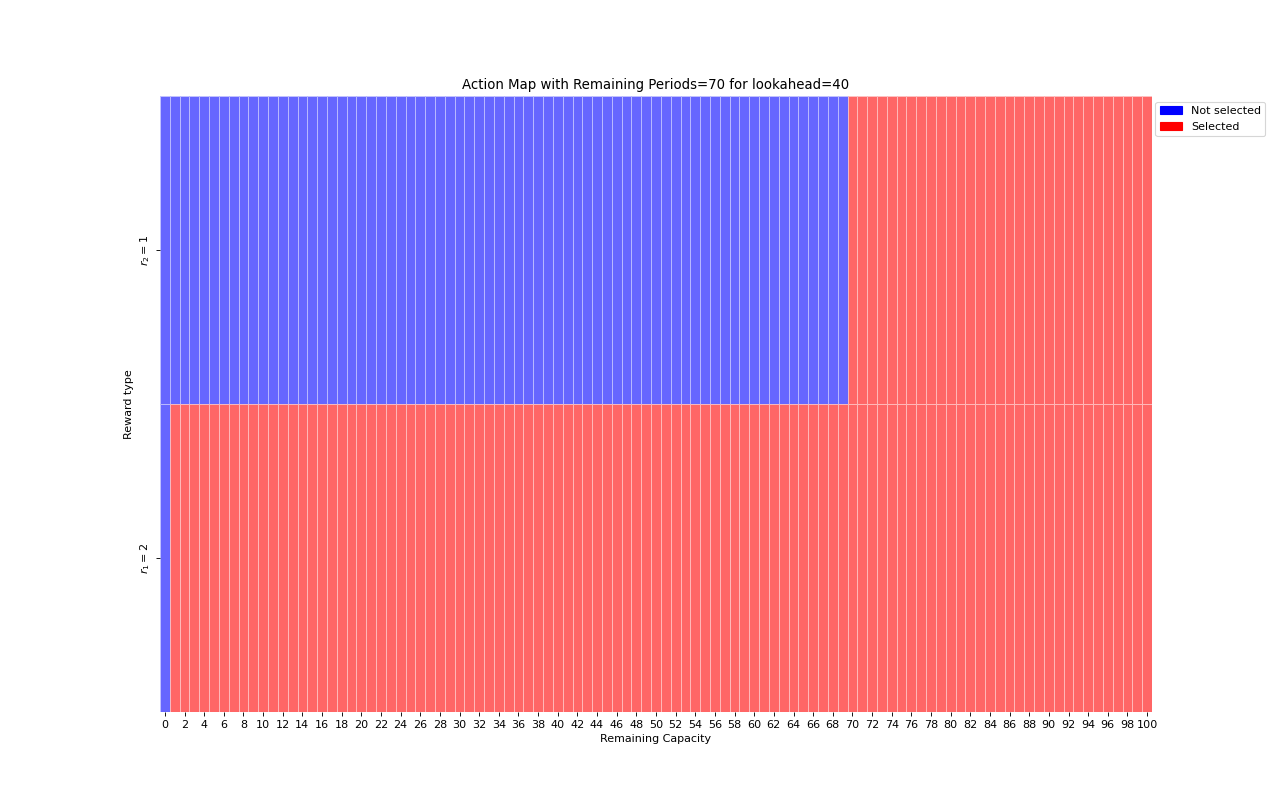 Action Map with Remaining Periods=70 for lookahead=40
Not selected
Selected
r₂ = 1
Reward type
r₁ = 2
0 2 4 6 8 10 12 14 16 18 20 22 24 26 28 30 32 34 36 38 40 42 44 46 48 50 52 54 56 58 60 62 64 66 68 70 72 74 76 78 80 82 84 86 88 90 92 94 96 98 100
Remaining Capacity